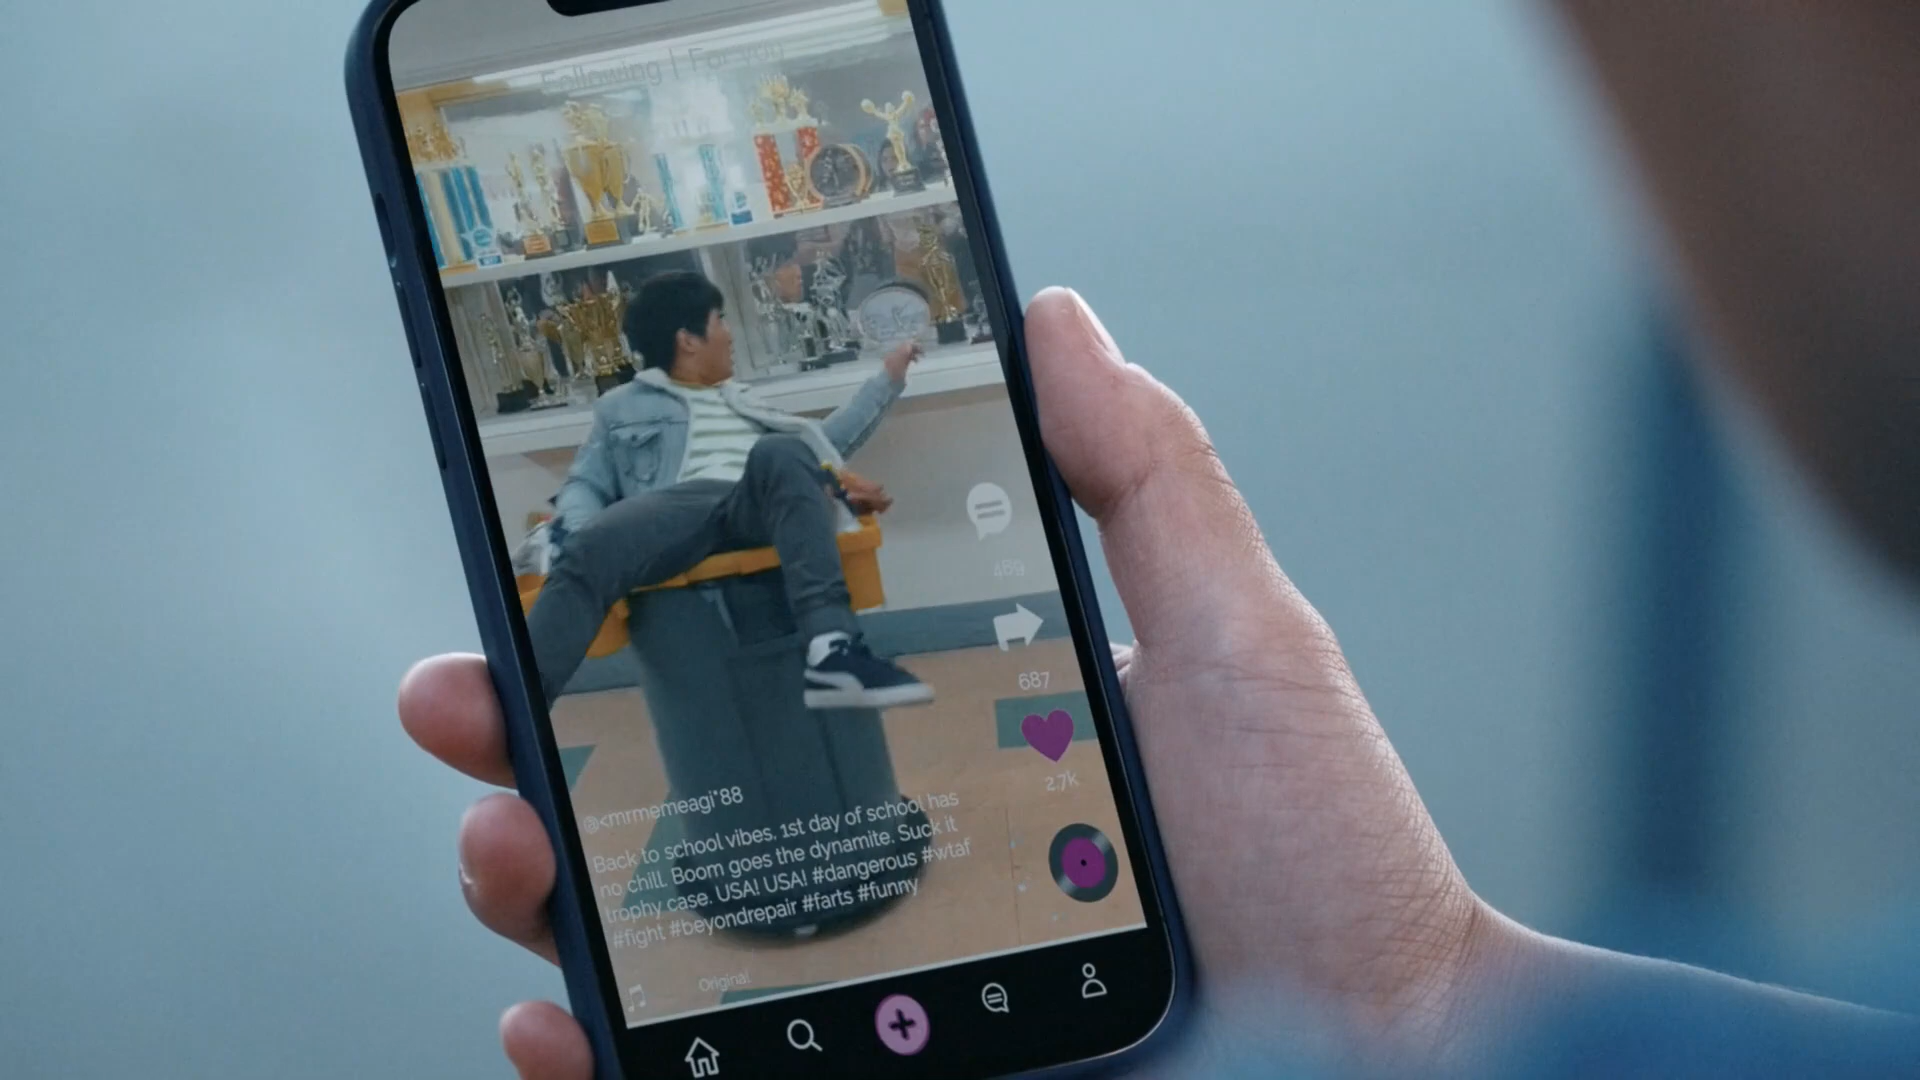 Following | For you
469
687
2.7k
@<mrmemeagi*88
Back to school vibes. 1st day of school has
no chill. Boom goes the dynamite. Suck it
trophy case. USA! USA! #dangerous #wtaf
#fight #beyondrepair #farts #funny
Original